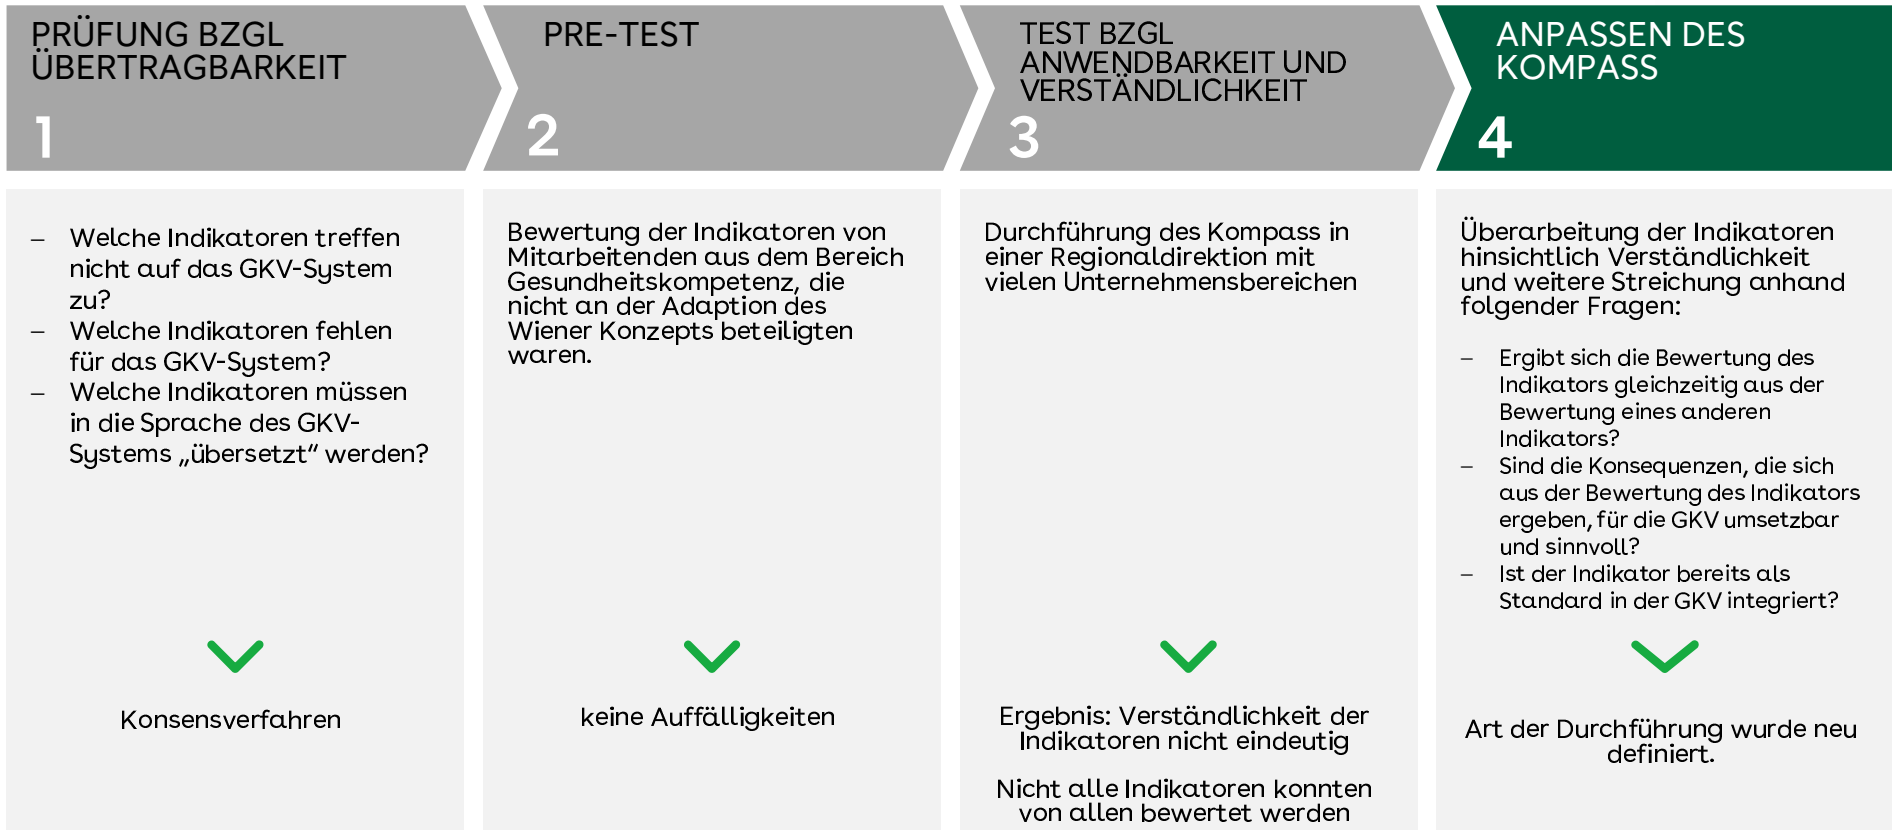 PRÜFUNG BZGL
ÜBERTRAGBARKEIT
1
– Welche Indikatoren treffen
nicht auf das GKV-System
zu?
– Welche Indikatoren fehlen
für das GKV-System?
– Welche Indikatoren müssen
in die Sprache des GKV-
Systems „übersetzt“ werden?
Konsensverfahren
PRE-TEST
2
Bewertung der Indikatoren von
Mitarbeitenden aus dem Bereich
Gesundheitskompetenz, die
nicht an der Adaption des
Wiener Konzepts beteiligten
waren.
keine Auffälligkeiten
TEST BZGL
ANWENDBARKEIT UND
VERSTÄNDLICHKEIT
3
Durchführung des Kompass in
einer Regionaldirektion mit
vielen Unternehmensbereichen
Ergebnis: Verständlichkeit der
Indikatoren nicht eindeutig
Nicht alle Indikatoren konnten
von allen bewertet werden
ANPASSEN DES
KOMPASS
4
Überarbeitung der Indikatoren
hinsichtlich Verständlichkeit
und weitere Streichung anhand
folgender Fragen:
– Ergibt sich die Bewertung des
Indikators gleichzeitig aus der
Bewertung eines anderen
Indikators?
– Sind die Konsequenzen, die sich
aus der Bewertung des Indikators
ergeben, für die GKV umsetzbar
und sinnvoll?
– Ist der Indikator bereits als
Standard in der GKV integriert?
Art der Durchführung wurde neu
definiert.